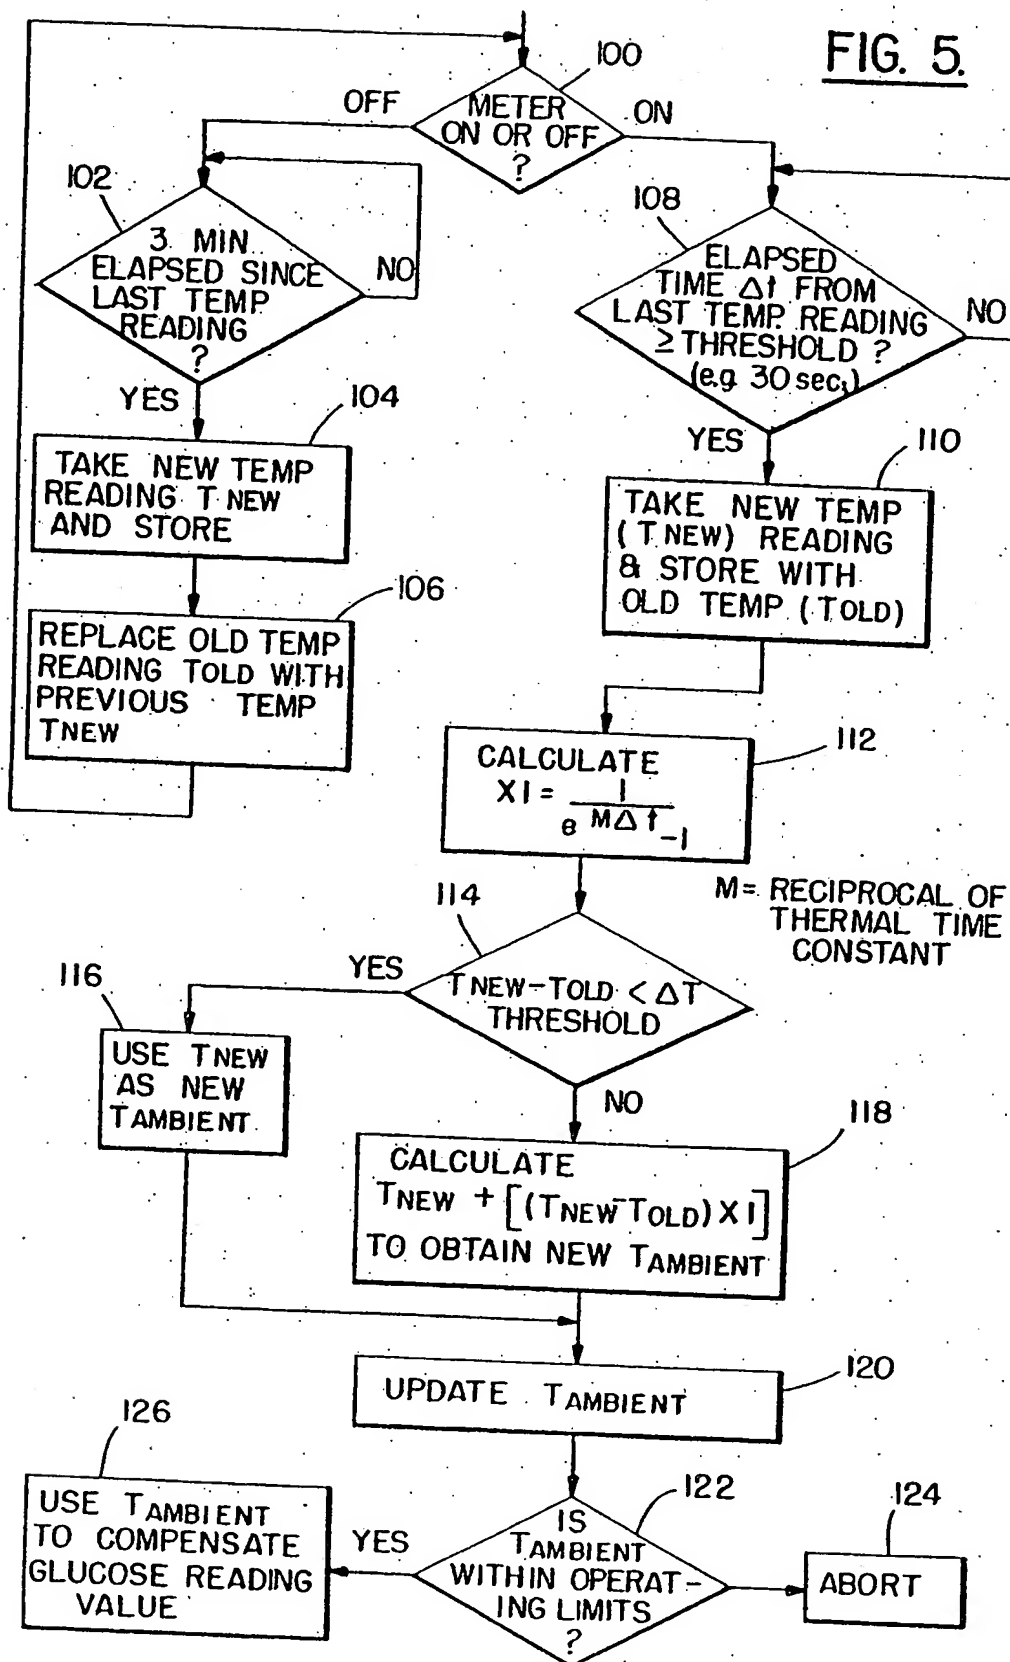 FIG. 5.
100
METER
ON OR OFF
?
OFF
ON
102
3 MIN
ELAPSED SINCE
LAST TEMP
READING
?
NO
YES
104
TAKE NEW TEMP
READING TNEW
AND STORE
106
REPLACE OLD TEMP
READING TOLD WITH
PREVIOUS TEMP
TNEW
108
ELAPSED
TIME Δt FROM
LAST TEMP. READING
≥ THRESHOLD ?
(e.g. 30 sec.)
NO
YES
110
TAKE NEW TEMP
(TNEW) READING
& STORE WITH
OLD TEMP (TOLD)
112
CALCULATE
X1 = 1
e MΔt -1
M = RECIPROCAL OF
THERMAL TIME
CONSTANT
114
TNEW-TOLD < ΔT
THRESHOLD
YES
NO
116
USE TNEW
AS NEW
TAMBIENT
118
CALCULATE
TNEW + [(TNEW-TOLD) X1]
TO OBTAIN NEW TAMBIENT
120
UPDATE TAMBIENT
122
IS
TAMBIENT
WITHIN OPERAT-
ING LIMITS
?
YES
124
ABORT
126
USE TAMBIENT
TO COMPENSATE
GLUCOSE READING
VALUE